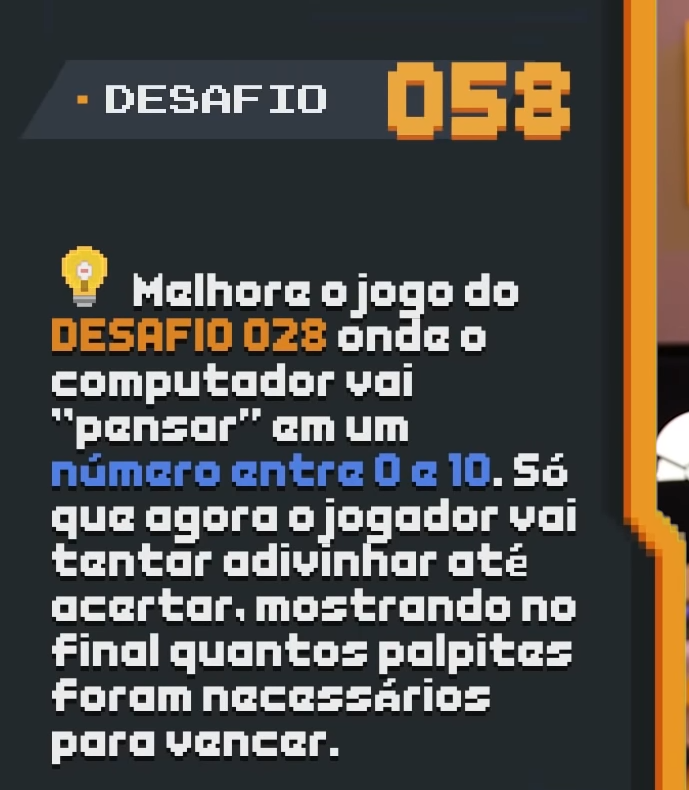 DESAFIO 058
Melhore o jogo do
DESAFIO 028 onde o
computador vai
"pensar" em um
número entre 0 e 10. Só
que agora o jogador vai
tentar adivinhar até
acertar, mostrando no
final quantos palpites
foram necessários
para vencer.